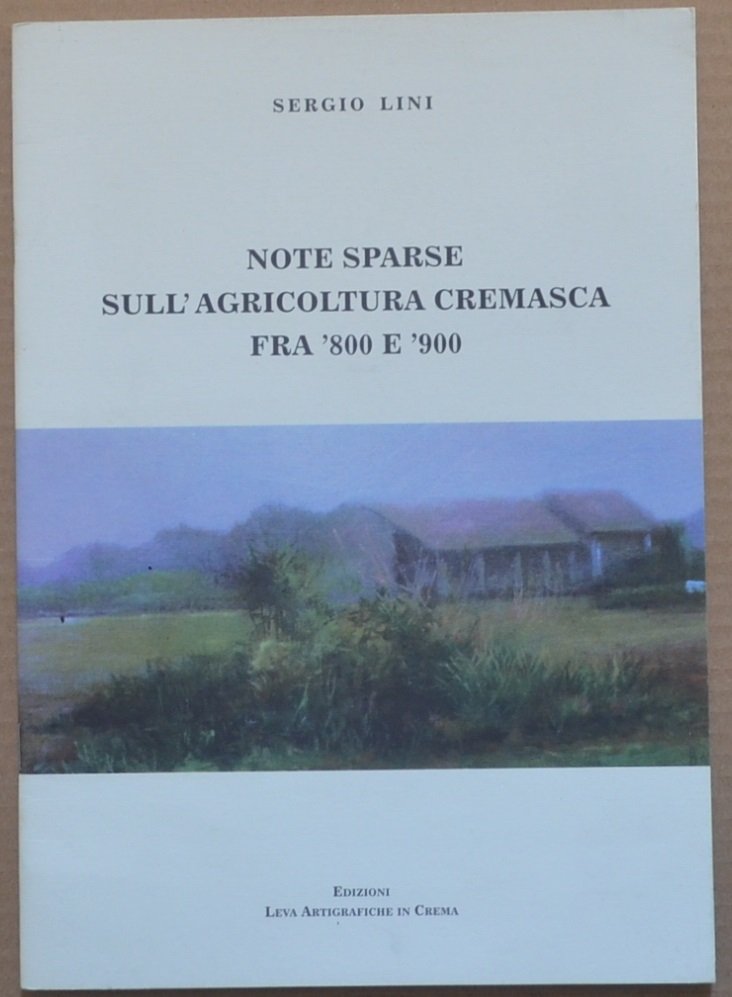 SERGIO LINI
NOTE SPARSE
SULL'AGRICOLTURA CREMASCA
FRA '800 E '900
EDIZIONI
LEVA ARTIGRAFICHE IN CREMA